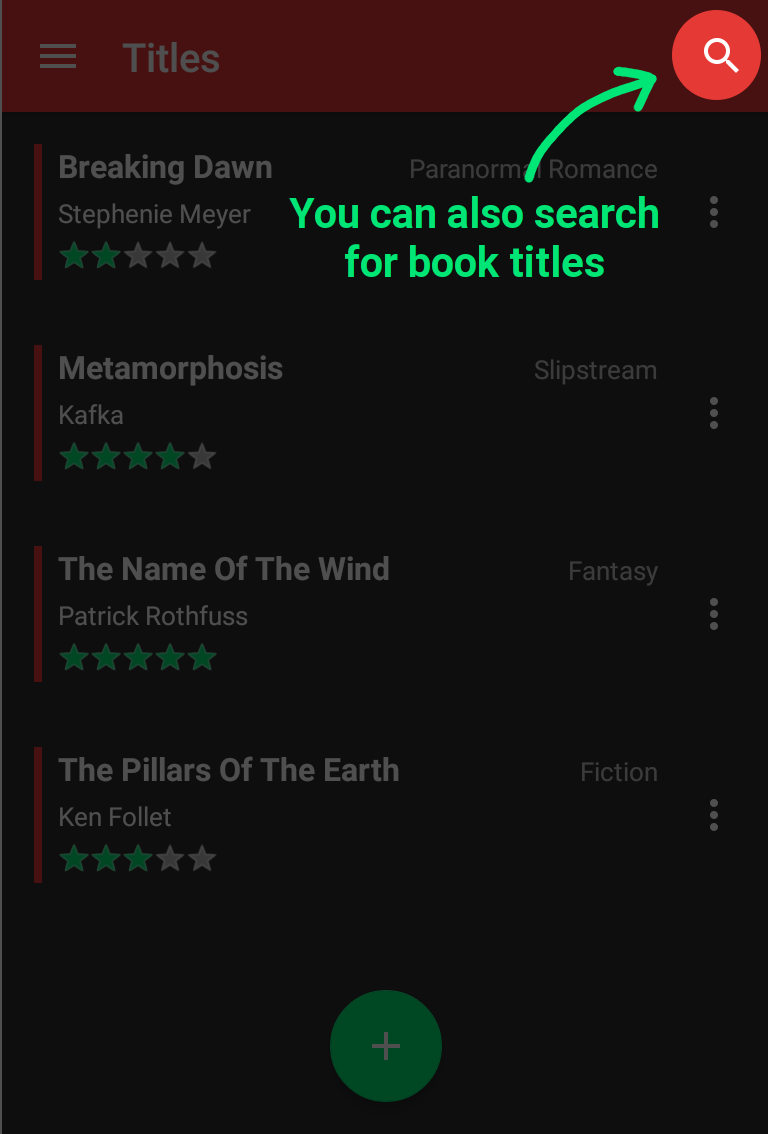 Titles
Breaking Dawn
Paranormal Romance
Stephenie Meyer
You can also search
for book titles
Metamorphosis
Slipstream
Kafka
The Name Of The Wind
Fantasy
Patrick Rothfuss
The Pillars Of The Earth
Fiction
Ken Follet